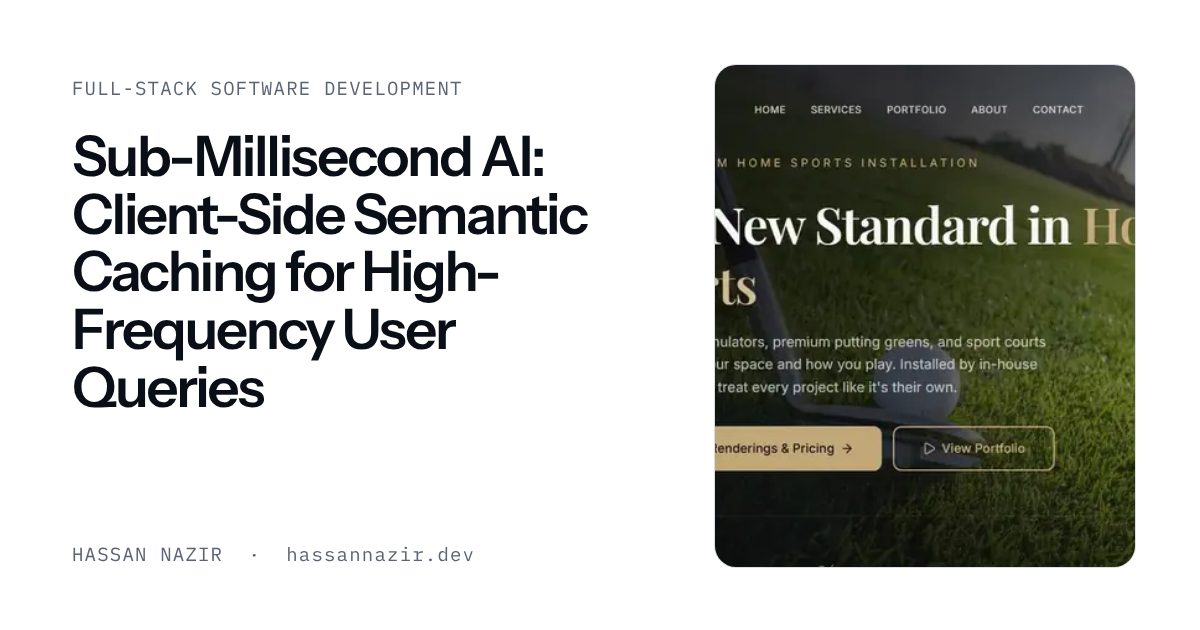 FULL-STACK SOFTWARE DEVELOPMENT
Sub-Millisecond AI:
Client-Side Semantic
Caching for High-
Frequency User
Queries
HASSAN NAZIR · hassannazir.dev
HOME SERVICES PORTFOLIO ABOUT CONTACT
M HOME SPORTS INSTALLATION
New Standard in Ho
rts
nulators, premium putting greens, and sport courts
ur space and how you play. Installed by in-house
treat every project like it's their own.
Renderings & Pricing →
View Portfolio